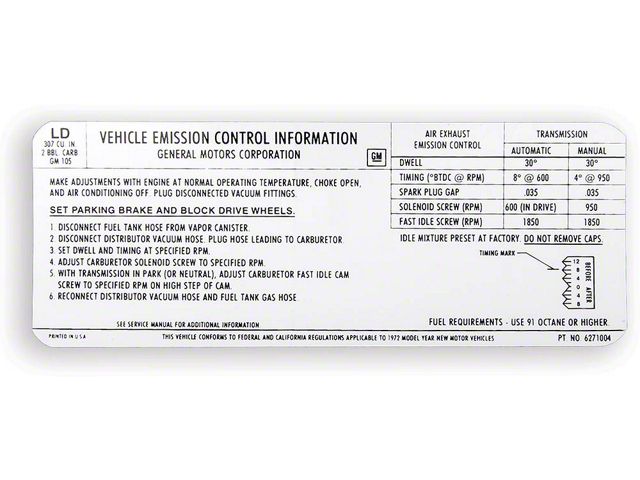 LD
307 CU. IN.
2 BBL CARB
GM 105
VEHICLE EMISSION CONTROL INFORMATION
GENERAL MOTORS CORPORATION
GM
MAKE ADJUSTMENTS WITH ENGINE AT NORMAL OPERATING TEMPERATURE, CHOKE OPEN,
AND AIR CONDITIONING OFF. PLUG DISCONNECTED VACUUM FITTINGS.
SET PARKING BRAKE AND BLOCK DRIVE WHEELS.
1. DISCONNECT FUEL TANK HOSE FROM VAPOR CANISTER.
2. DISCONNECT DISTRIBUTOR VACUUM HOSE. PLUG HOSE LEADING TO CARBURETOR
3. SET DWELL AND TIMING AT SPECIFIED RPM.
4. ADJUST CARBURETOR SOLENOID SCREW TO SPECIFIED RPM.
5. WITH TRANSMISSION IN PARK (OR NEUTRAL), ADJUST CARBURETOR FAST IDLE CAM
SCREW TO SPECIFIED RPM ON HIGH STEP OF CAM.
6. RECONNECT DISTRIBUTOR VACUUM HOSE AND FUEL TANK GAS HOSE
SEE SERVICE MANUAL FOR ADDITIONAL INFORMATION
AIR EXHAUST
EMISSION CONTROL
TRANSMISSION
AUTOMATIC MANUAL
DWELL 30° 30°
TIMING (°BTDC @ RPM) 8° @ 600 4° @ 950
SPARK PLUG GAP .035 .035
SOLENOID SCREW (RPM) 600 (IN DRIVE) 950
FAST IDLE SCREW (RPM) 1850 1850
IDLE MIXTURE PRESET AT FACTORY. DO NOT REMOVE CAPS.
TIMING MARK
12
8
4
0
4
8
BEFORE AFTER
FUEL REQUIREMENTS - USE 91 OCTANE OR HIGHER.
PRINTED IN U S A
THIS VEHICLE CONFORMS TO FEDERAL AND CALIFORNIA REGULATIONS APPLICABLE TO 1972 MODEL YEAR NEW MOTOR VEHICLES
PT NO 6271004